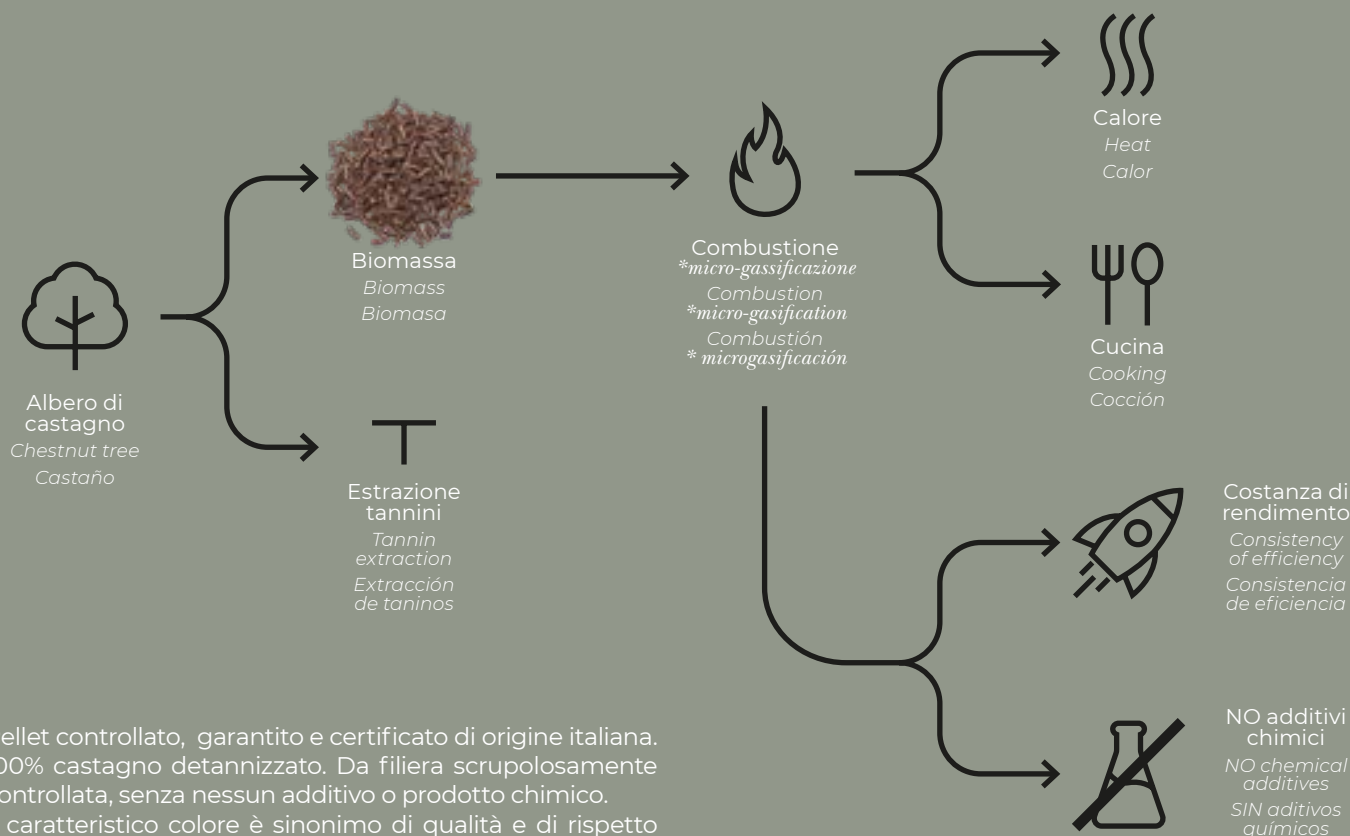 Calore
Heat
Calor
Biomassa
Biomass
Biomasa
Combustione
*micro-gassificazione
Combustion
*micro-gasification
Combustión
* microgasificación
Cucina
Cooking
Cocción
Albero di
castagno
Chestnut tree
Castaño
Estrazione
tannini
Tannin
extraction
Extracción
de taninos
Costanza di
rendimento
Consistency
of efficiency
Consistencia
de eficiencia
NO additivi
chimici
NO chemical
additives
SIN aditivos
químicos
ellet controllato, garantito e certificato di origine italiana.
00% castagno detannizzato. Da filiera scrupolosamente
ontrollata, senza nessun additivo o prodotto chimico.
caratteristico colore è sinonimo di qualità e di rispetto